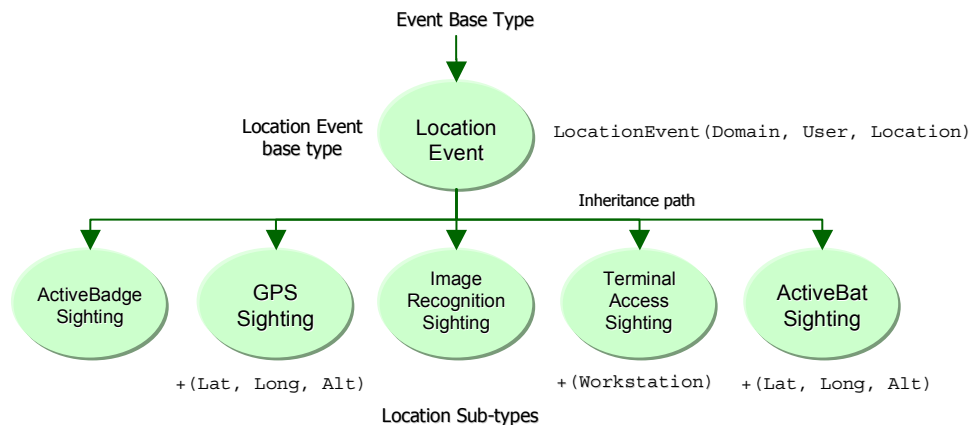 Event Base Type
Location Event
base type
Location
Event
LocationEvent(Domain, User, Location)
Inheritance path
ActiveBadge
Sighting
GPS
Sighting
Image
Recognition
Sighting
Terminal
Access
Sighting
ActiveBat
Sighting
+(Lat, Long, Alt)
+(Workstation)
+(Lat, Long, Alt)
Location Sub-types